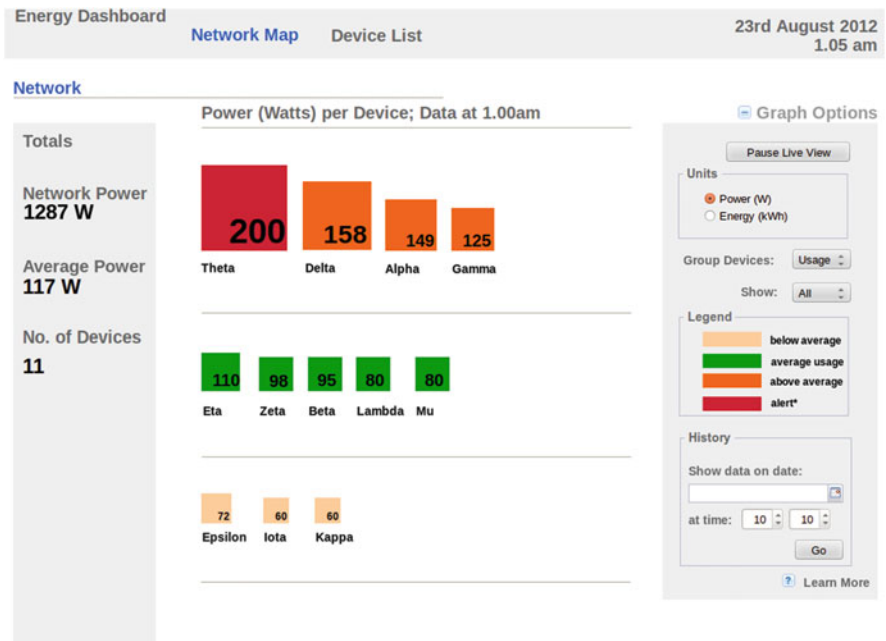 Energy Dashboard
Network Map Device List
23rd August 2012
1.05 am
Network
Totals
Network Power
1287 W
Average Power
117 W
No. of Devices
11
Power (Watts) per Device; Data at 1.00am
200 158 149 125
Theta Delta Alpha Gamma
110 98 95 80 80
Eta Zeta Beta Lambda Mu
72 60 60
Epsilon Iota Kappa
Graph Options
Pause Live View
Units
Power (W)
Energy (kWh)
Group Devices: Usage
Show: All
Legend
below average
average usage
above average
alert*
History
Show data on date:
at time: 10 10
Go
? Learn More